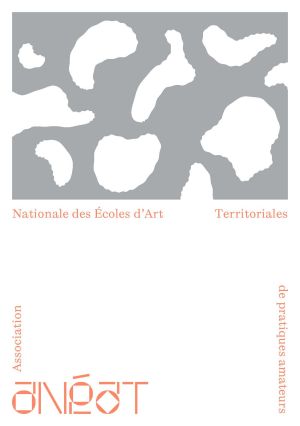 Nationale des Écoles d'Art Territoriales
de pratiques amateurs
Association
anéat